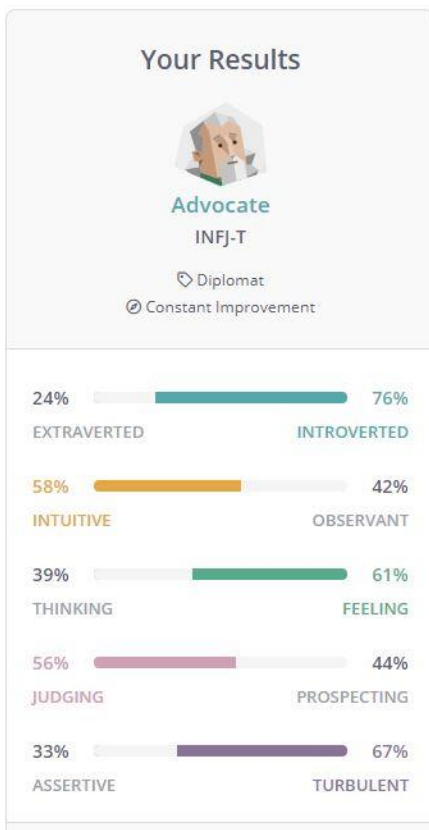 Your Results
Advocate
INFJ-T
Diplomat
Constant Improvement
24% 76%
EXTRAVERTED INTROVERTED
58% 42%
INTUITIVE OBSERVANT
39% 61%
THINKING FEELING
56% 44%
JUDGING PROSPECTING
33% 67%
ASSERTIVE TURBULENT